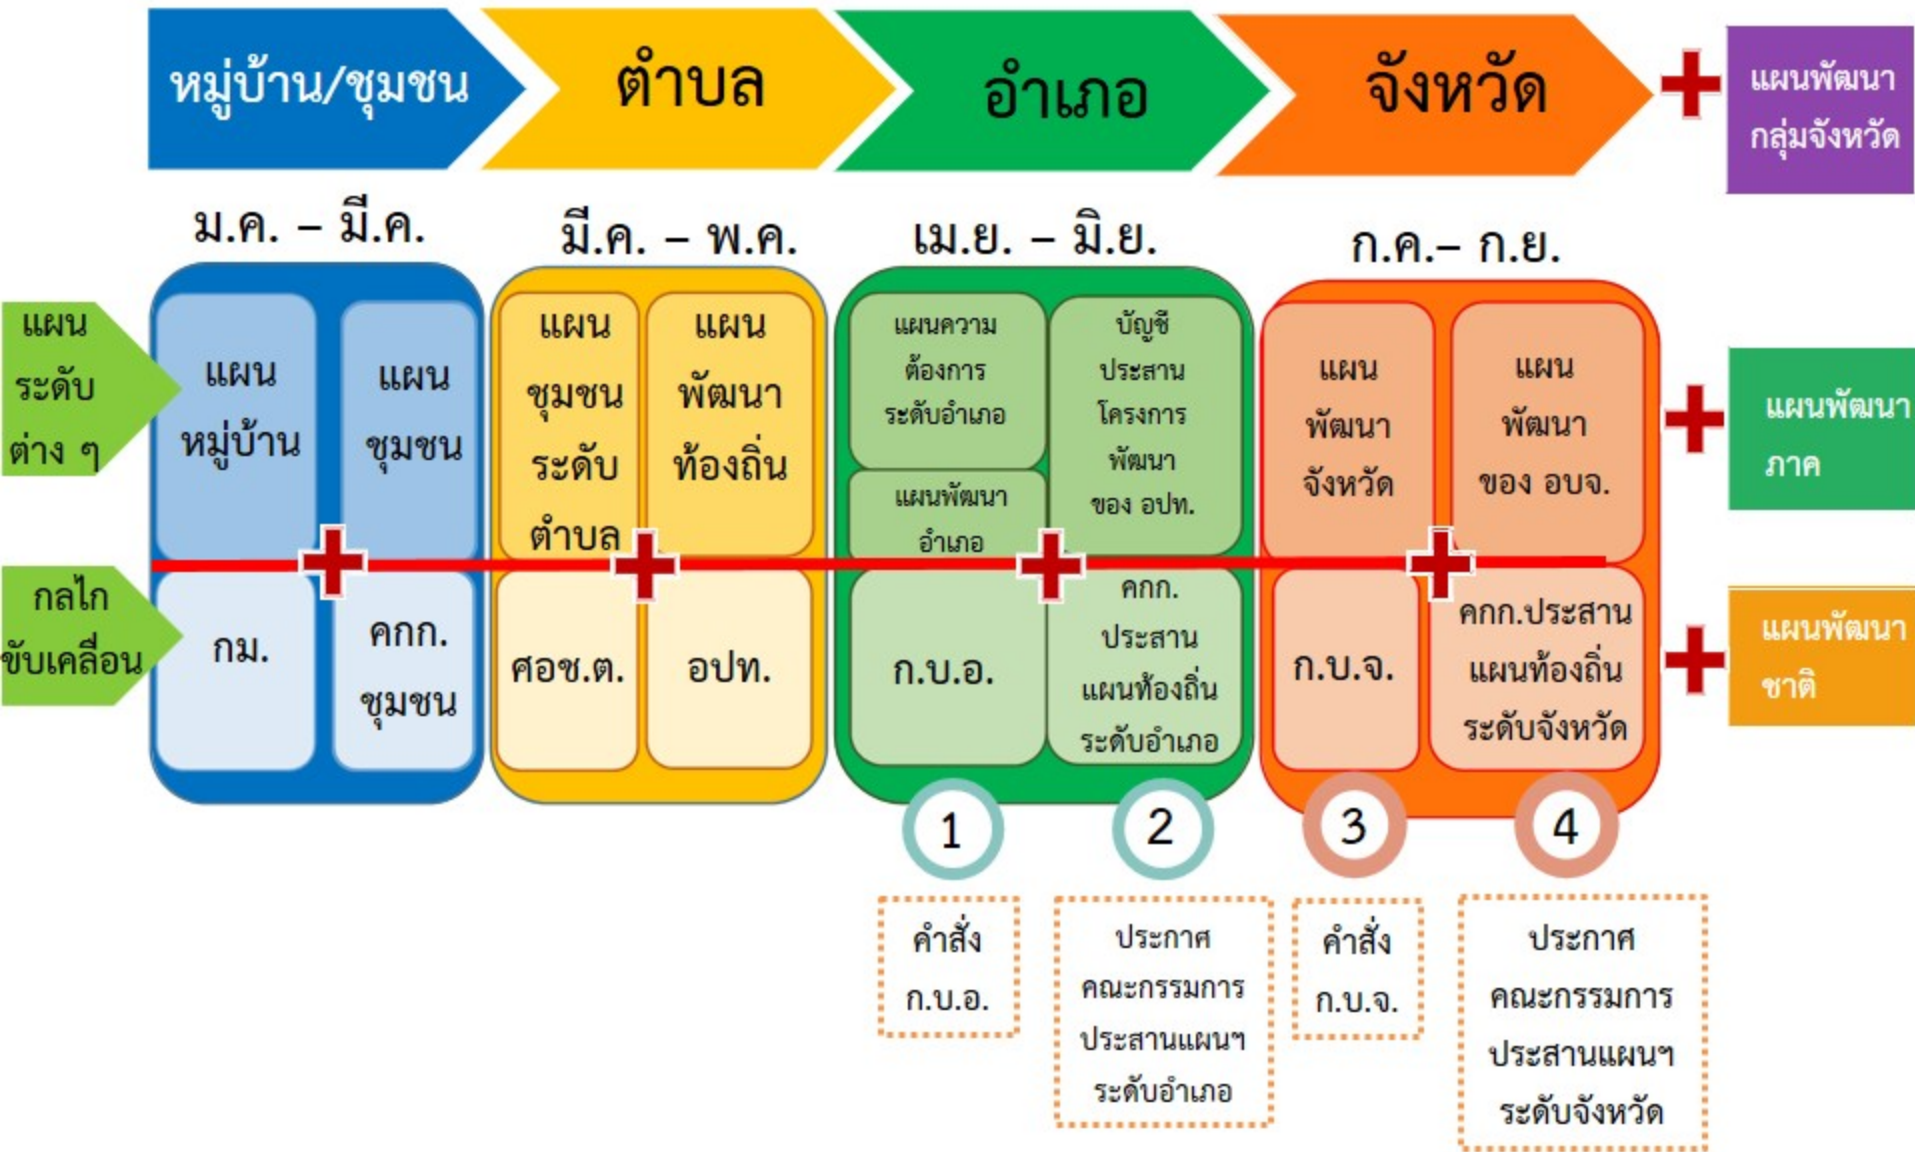 หมู่บ้าน/ชุมชน
ตำบล
อำเภอ
จังหวัด
แผนพัฒนา
กลุ่มจังหวัด
ม.ค. – มี.ค.
มี.ค. – พ.ค.
เม.ย. – มิ.ย.
ก.ค.– ก.ย.
แผน
ระดับ
ต่าง ๆ
แผน
หมู่บ้าน
แผน
ชุมชน
แผน
ชุมชน
ระดับ
ตำบล
แผน
พัฒนา
ท้องถิ่น
แผนความ
ต้องการ
ระดับอำเภอ
แผนพัฒนา
อำเภอ
บัญชี
ประสาน
โครงการ
พัฒนา
ของ อปท.
แผน
พัฒนา
จังหวัด
แผน
พัฒนา
ของ อบจ.
แผนพัฒนา
ภาค
กลไก
ขับเคลื่อน
กม.
คกก.
ชุมชน
ศอช.ต.
อปท.
ก.บ.อ.
คกก.
ประสาน
แผนท้องถิ่น
ระดับอำเภอ
ก.บ.จ.
คกก.ประสาน
แผนท้องถิ่น
ระดับจังหวัด
แผนพัฒนา
ชาติ
1
2
3
4
คำสั่ง
ก.บ.อ.
ประกาศ
คณะกรรมการ
ประสานแผนฯ
ระดับอำเภอ
คำสั่ง
ก.บ.จ.
ประกาศ
คณะกรรมการ
ประสานแผนฯ
ระดับจังหวัด